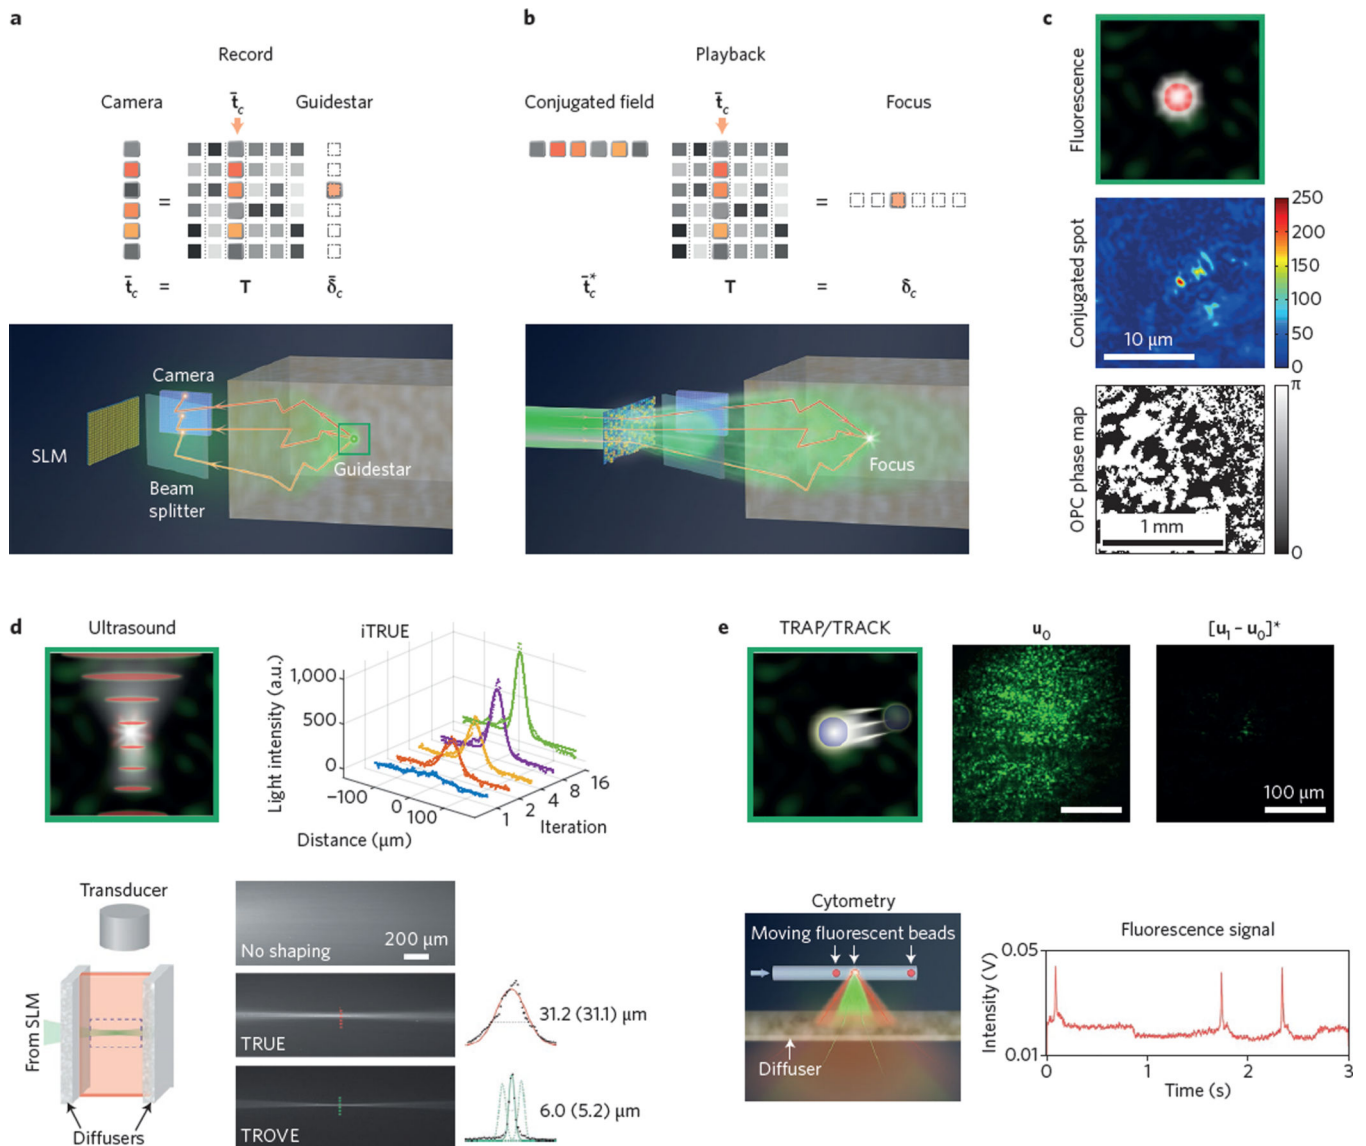 a
Record
Camera
t̄c
Guidestar
=
t̄c = T δ̄c
Camera
SLM
Guidestar
Beam
splitter
b
Playback
Conjugated field
t̄c
Focus
=
t̄c* T = δc
Focus
c
Fluorescence
Conjugated spot
10 μm
250
200
150
100
50
0
OPC phase map
1 mm
π
0
d
Ultrasound
iTRUE
Light intensity (a.u.)
1,000
500
0
−100
0
100
Distance (μm)
1
2
4
8
16
Iteration
Transducer
From SLM
Diffusers
No shaping
200 μm
TRUE
31.2 (31.1) μm
TROVE
6.0 (5.2) μm
e
TRAP/TRACK
u0
[u1 – u0]*
100 μm
Cytometry
Moving fluorescent beads
Diffuser
Fluorescence signal
Intensity (V)
0.05
0.01
0
1
2
3
Time (s)